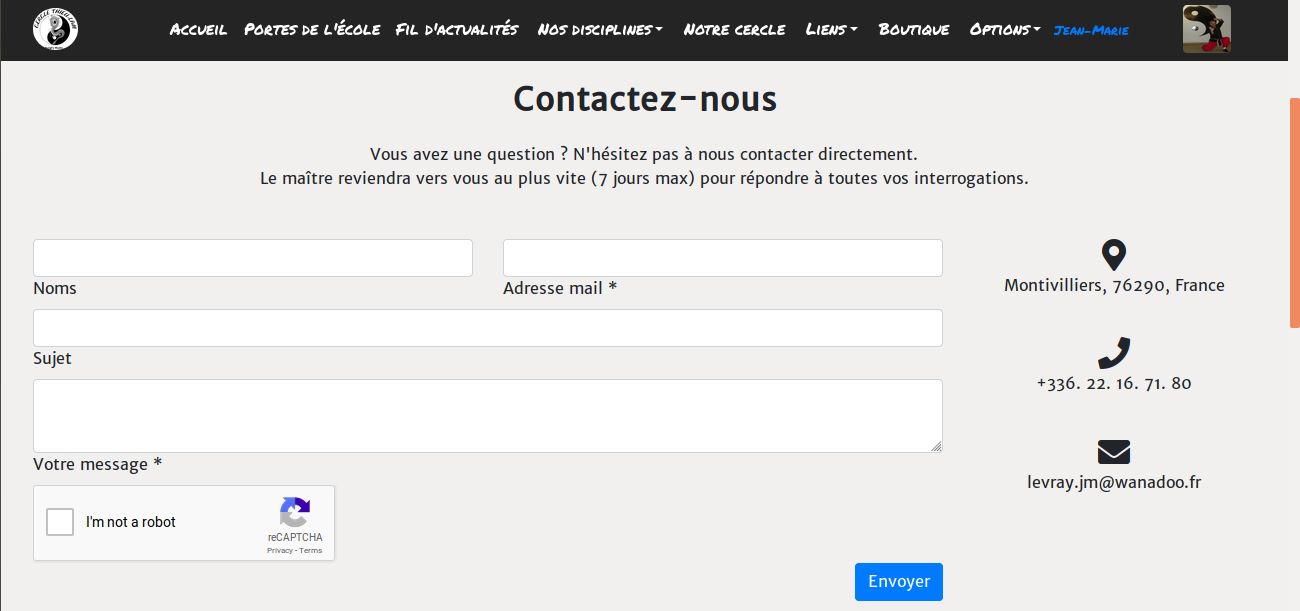 Accueil Portes de l'école Fil d'actualités Nos disciplines Notre cercle Liens Boutique Options Jean-Marie
Contactez-nous
Vous avez une question ? N'hésitez pas à nous contacter directement.
Le maître reviendra vers vous au plus vite (7 jours max) pour répondre à toutes vos interrogations.
Noms
Adresse mail *
Sujet
Votre message *
I'm not a robot
reCAPTCHA
Privacy - Terms
Envoyer
Montivilliers, 76290, France
+336. 22. 16. 71. 80
levray.jm@wanadoo.fr